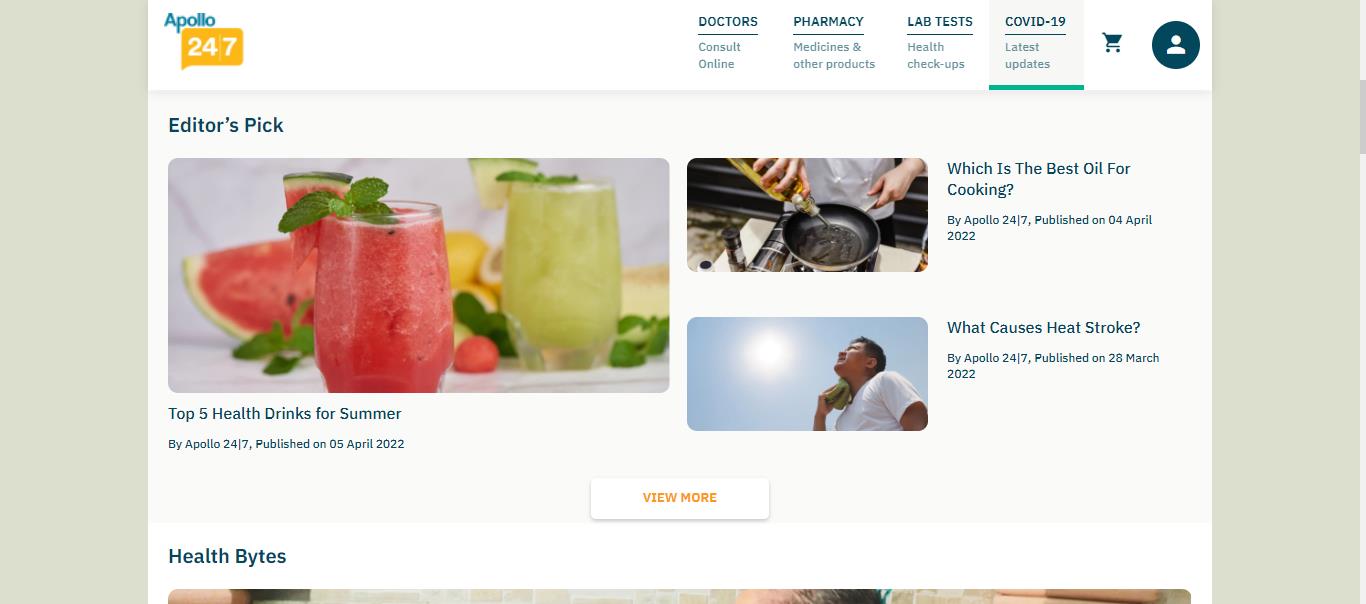 Apollo
24|7
DOCTORS
Consult
Online
PHARMACY
Medicines &
other products
LAB TESTS
Health
check-ups
COVID-19
Latest
updates
Editor’s Pick
Top 5 Health Drinks for Summer
By Apollo 24|7, Published on 05 April 2022
Which Is The Best Oil For
Cooking?
By Apollo 24|7, Published on 04 April
2022
What Causes Heat Stroke?
By Apollo 24|7, Published on 28 March
2022
VIEW MORE
Health Bytes